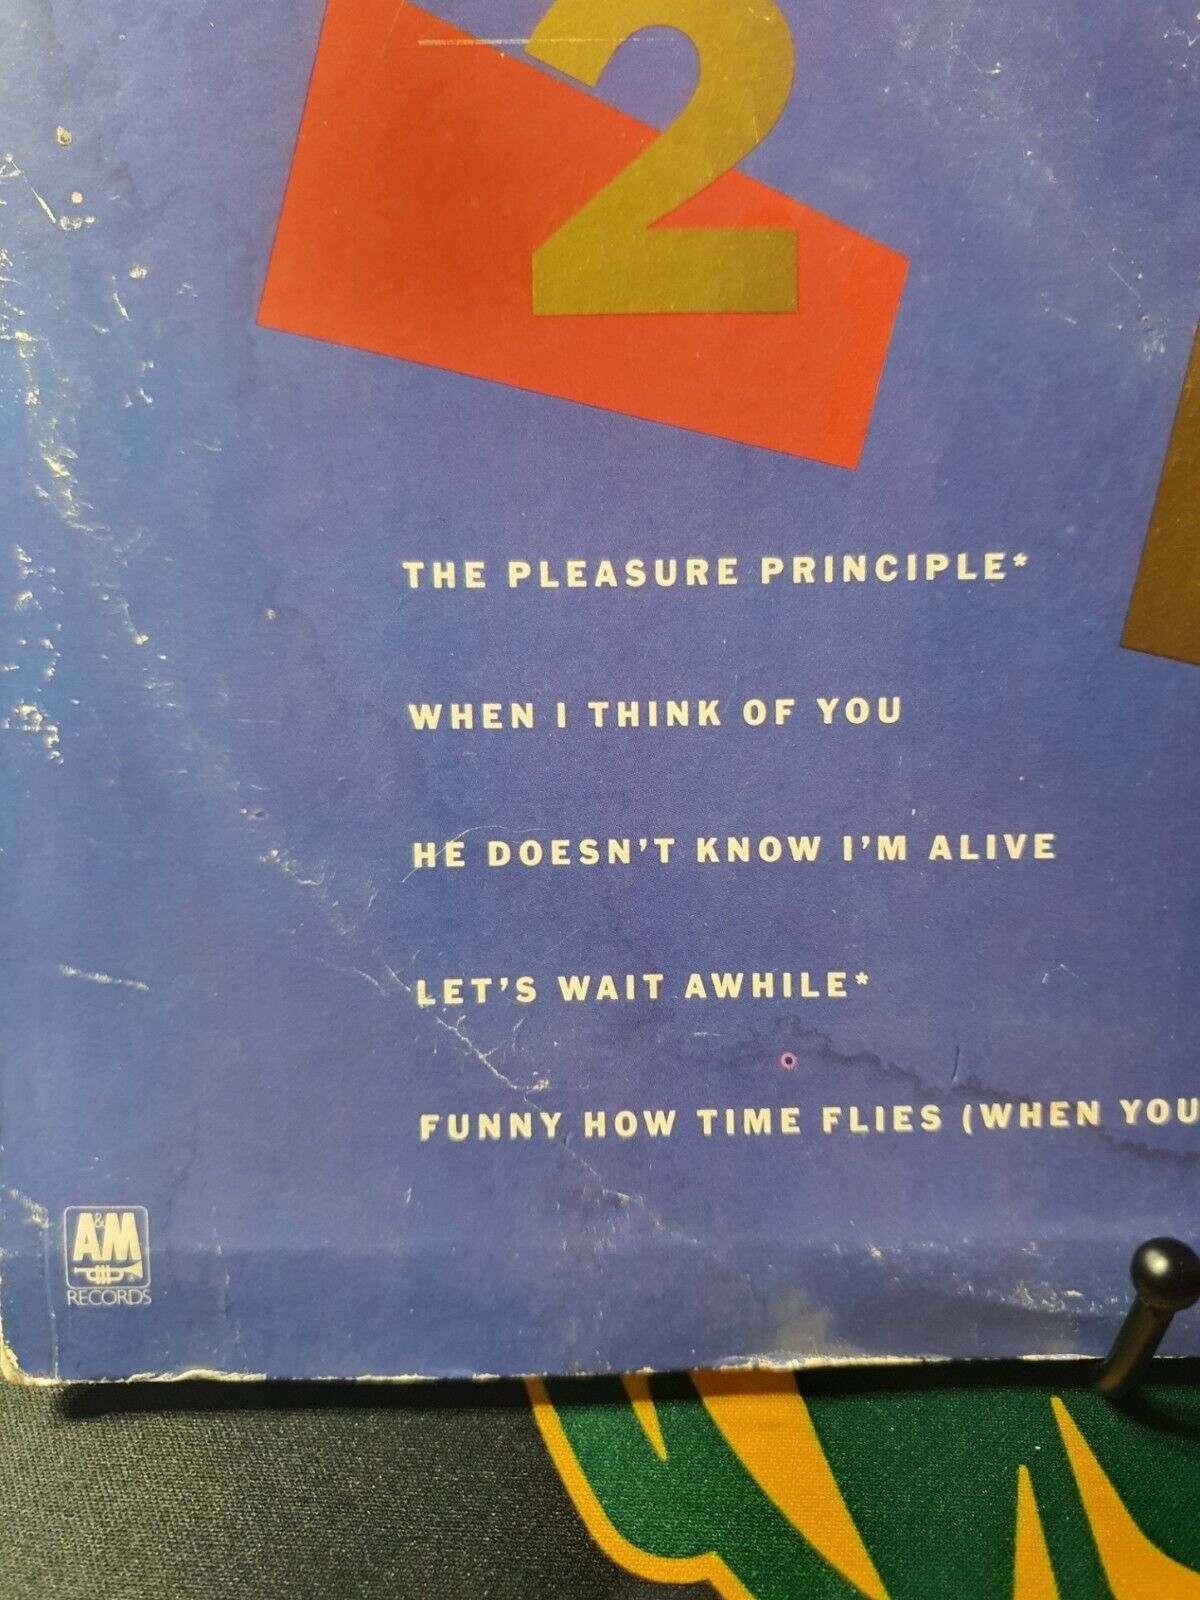 2
THE PLEASURE PRINCIPLE*
WHEN I THINK OF YOU
HE DOESN'T KNOW I'M ALIVE
LET'S WAIT AWHILE*
FUNNY HOW TIME FLIES (WHEN YOU
A&M
RECORDS